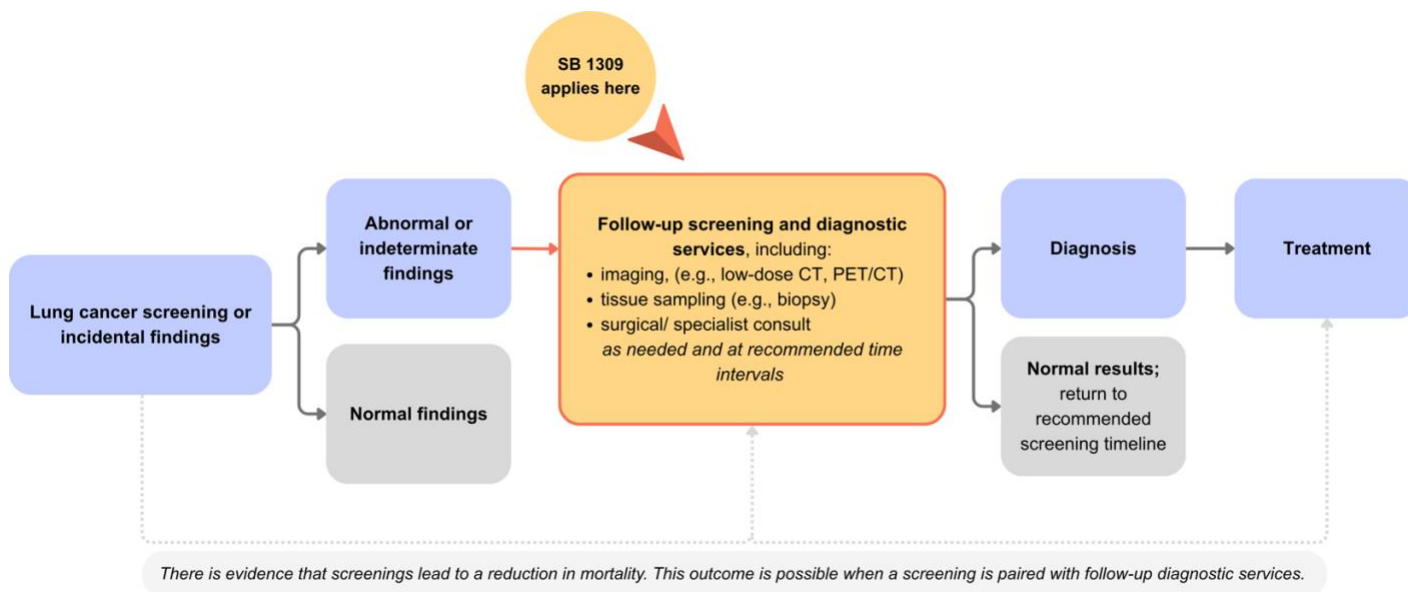 SB 1309
applies here
Lung cancer screening or
incidental findings
Abnormal or
indeterminate
findings
Normal findings
Follow-up screening and diagnostic
services, including:
• imaging, (e.g., low-dose CT, PET/CT)
• tissue sampling (e.g., biopsy)
• surgical/ specialist consult
as needed and at recommended time
intervals
Diagnosis
Normal results;
return to
recommended
screening timeline
Treatment
There is evidence that screenings lead to a reduction in mortality. This outcome is possible when a screening is paired with follow-up diagnostic services.